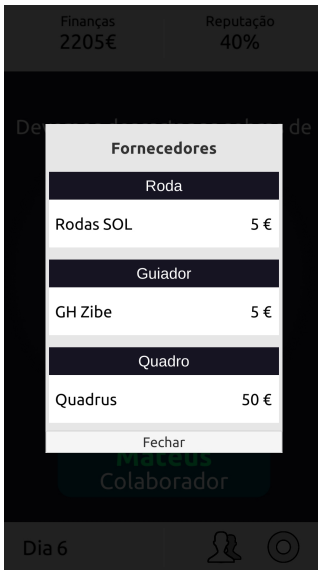 Finanças Reputação
2205€ 40%
de
Fornecedores
Roda
Rodas SOL 5 €
Guiador
GH Zibe 5 €
Quadro
Quadrus 50 €
Fechar
Mateus
Colaborador
Dia 6